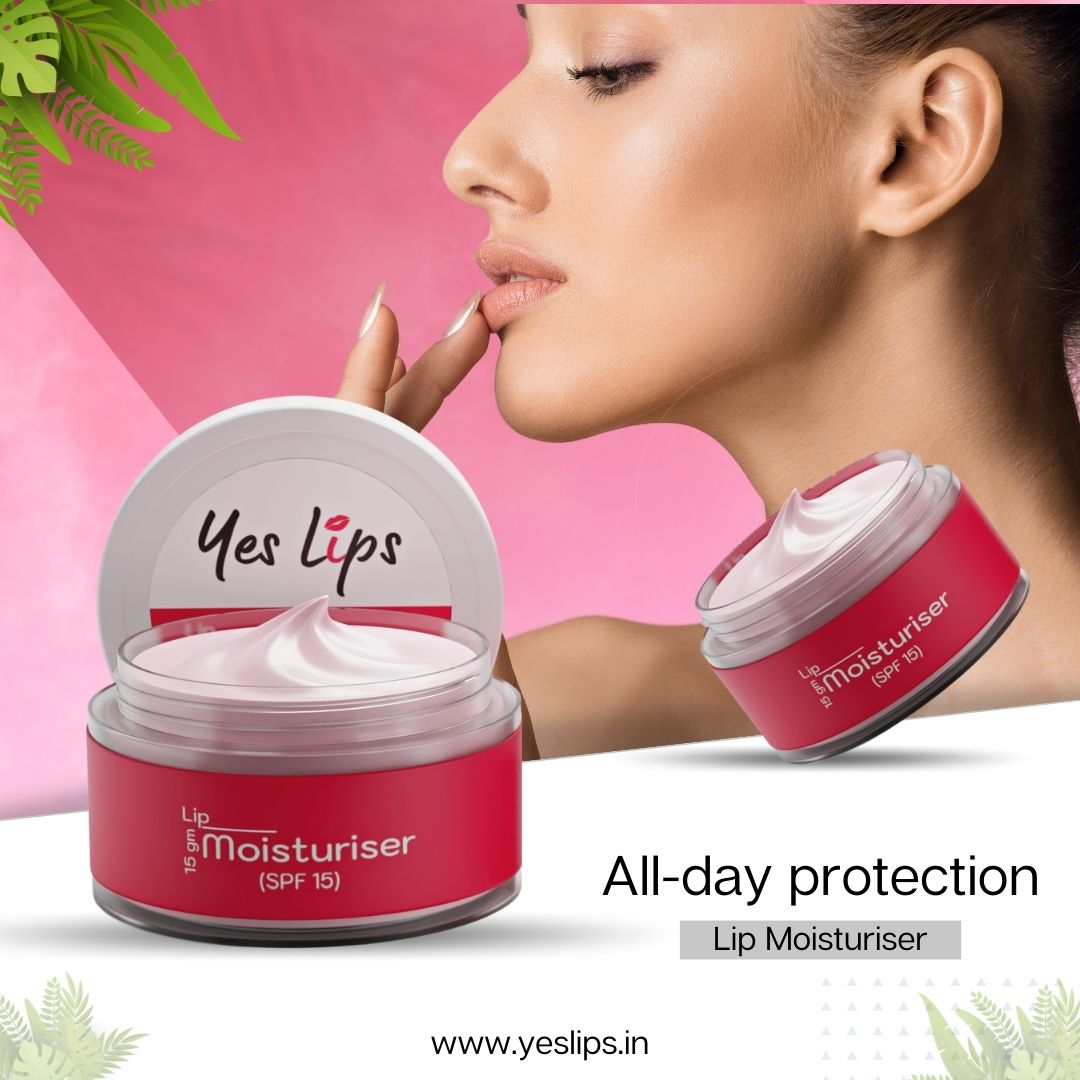 Yes Lips
Lip
15 gm
Moisturiser
(SPF 15)
Lip
15 gm
Moisturiser
(SPF 15)
All-day protection
Lip Moisturiser
www.yeslips.in